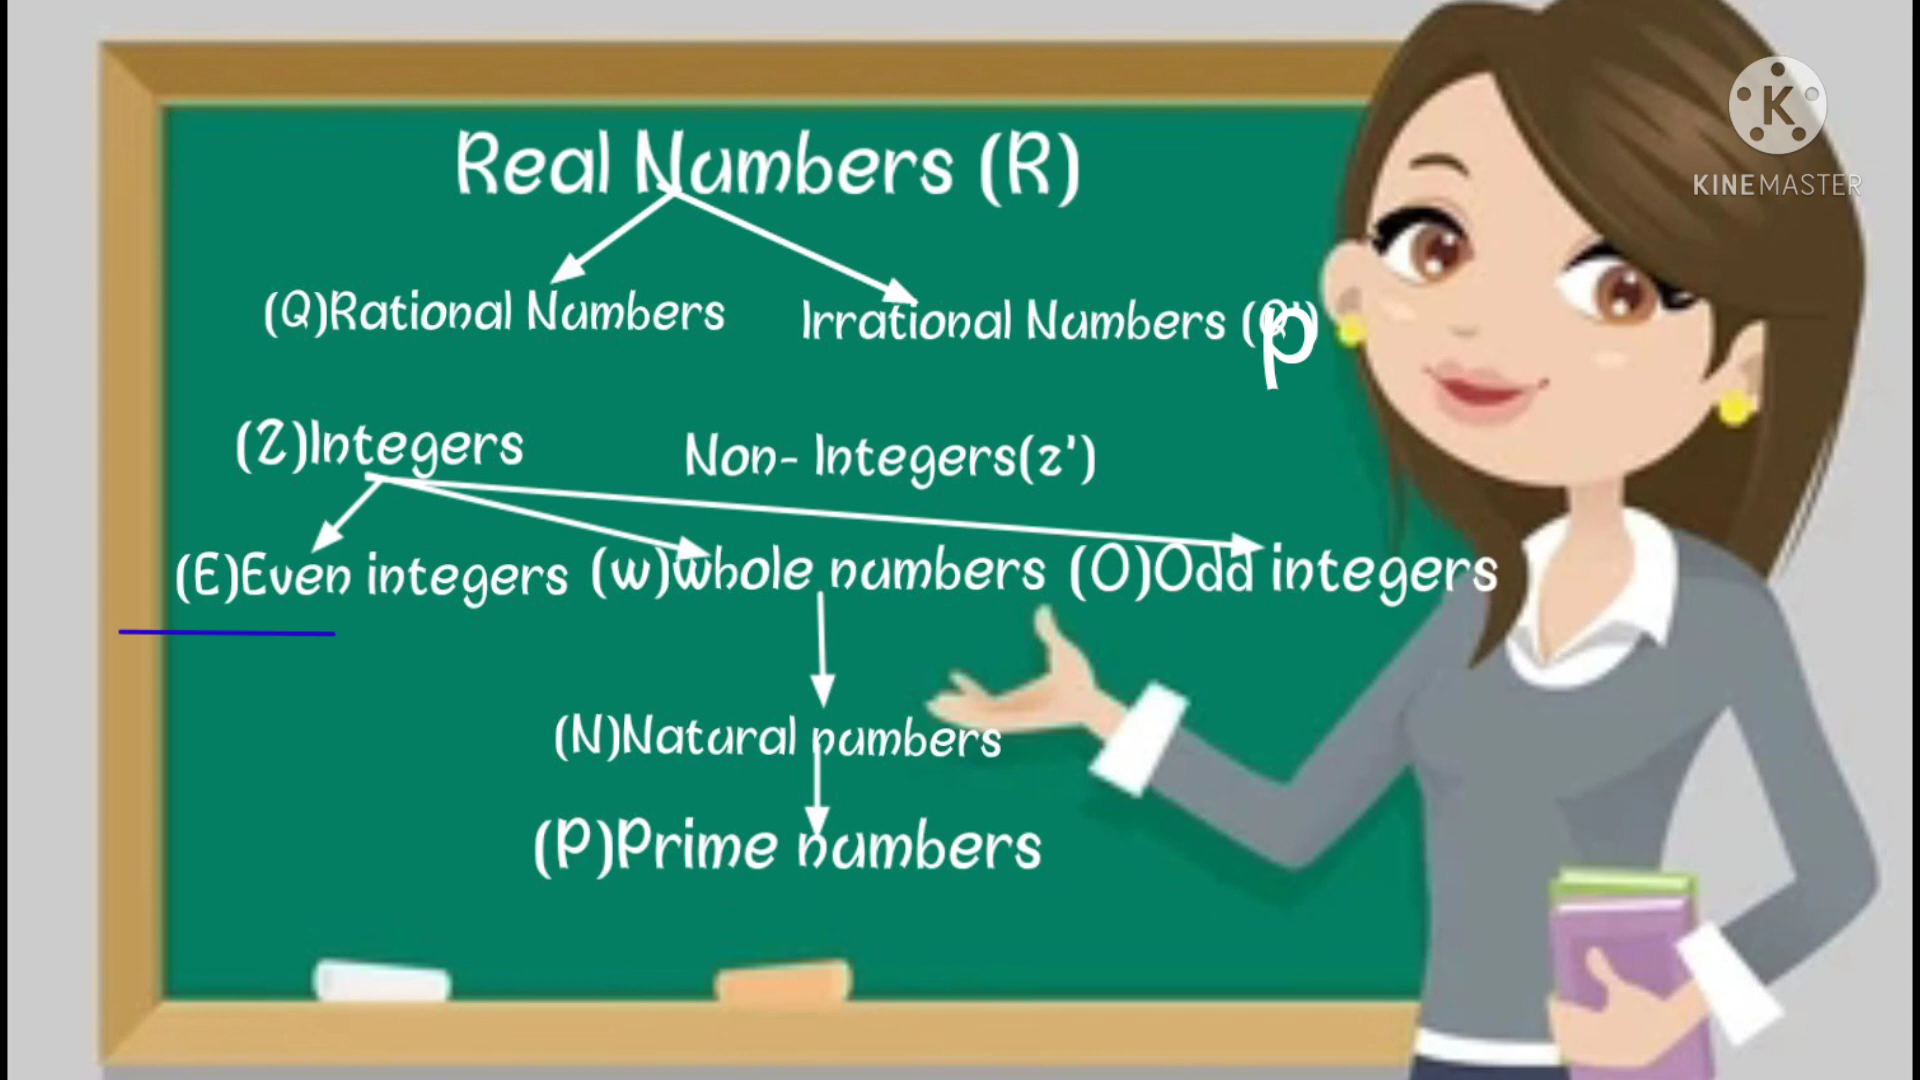 Real Numbers (R)
(Q)Rational Numbers
Irrational Numbers (Q')
p
(Z)Integers
Non- Integers(z')
(E)Even integers
(w)whole numbers
(O)Odd integers
(N)Natural numbers
(P)Prime numbers
K
KINEMASTER